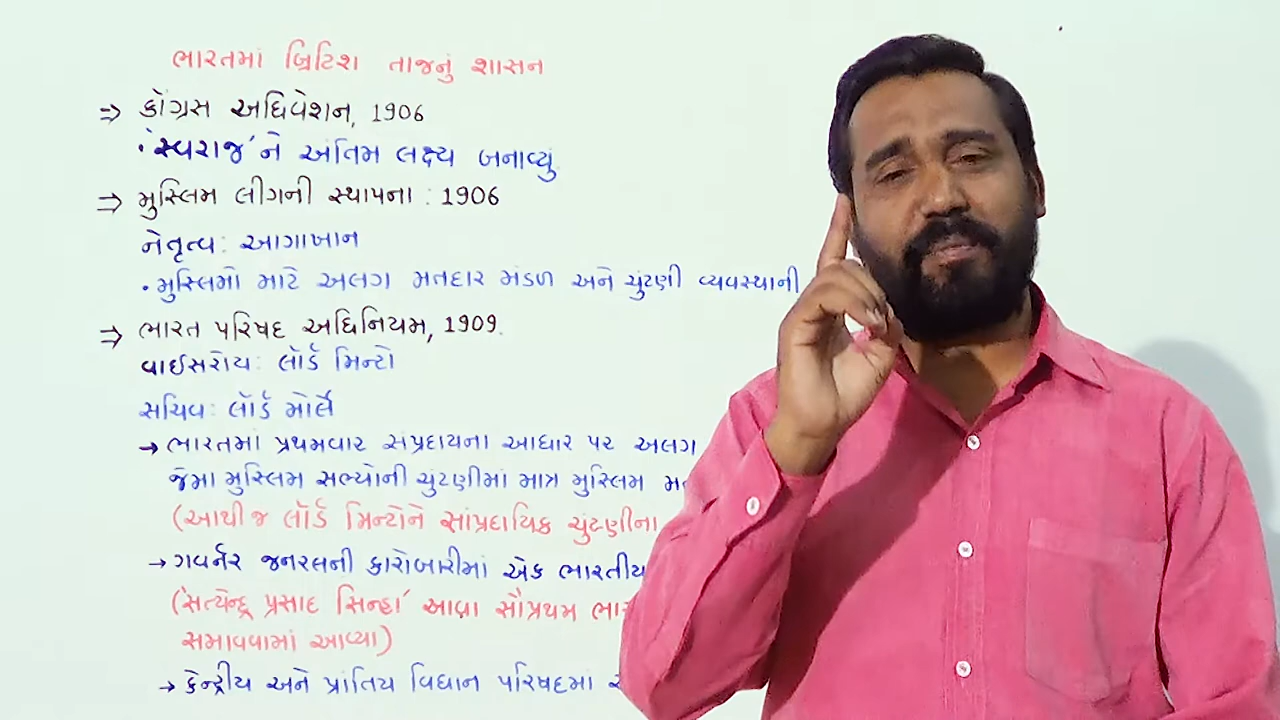 ભારતમાં બ્રિટિશ તાજનું શાસન
⇒ કોંગ્રસ અધિવેશન, 1906
• 'સ્વરાજ' ને અંતિમ લક્ષ્ય બનાવ્યું.
⇒ મુસ્લિમ લીગની સ્થાપના : 1906
નેતૃત્વ: આગાખાન
• મુસ્લિમો માટે અલગ મતદાર મંડળ અને ચુંટણી વ્યવસ્થાની
⇒ ભારત પરિષદ અધિનિયમ, 1909.
વાઈસરોય: લૉર્ડ મિન્ટો
સચિવ: લૉર્ડ મોર્લે
→ ભારતમાં પ્રથમવાર સંપ્રદાયના આધાર પર અલગ
જેમાં મુસ્લિમ સભ્યોની ચુંટણીમાં માત્ર મુસ્લિમ
(આથી જ લૉર્ડ મિન્ટોને સાંપ્રદાયિક ચુંટણીના
→ ગવર્નર જનરલની કારોબારીમાં એક ભારતીય
('સત્યેન્દ્ર પ્રસાદ સિન્હા' આવા સૌપ્રથમ
સમાવવામાં આવ્યા)
→ કેન્દ્રીય અને પ્રાંતિય વિધાન પરિષદમાં